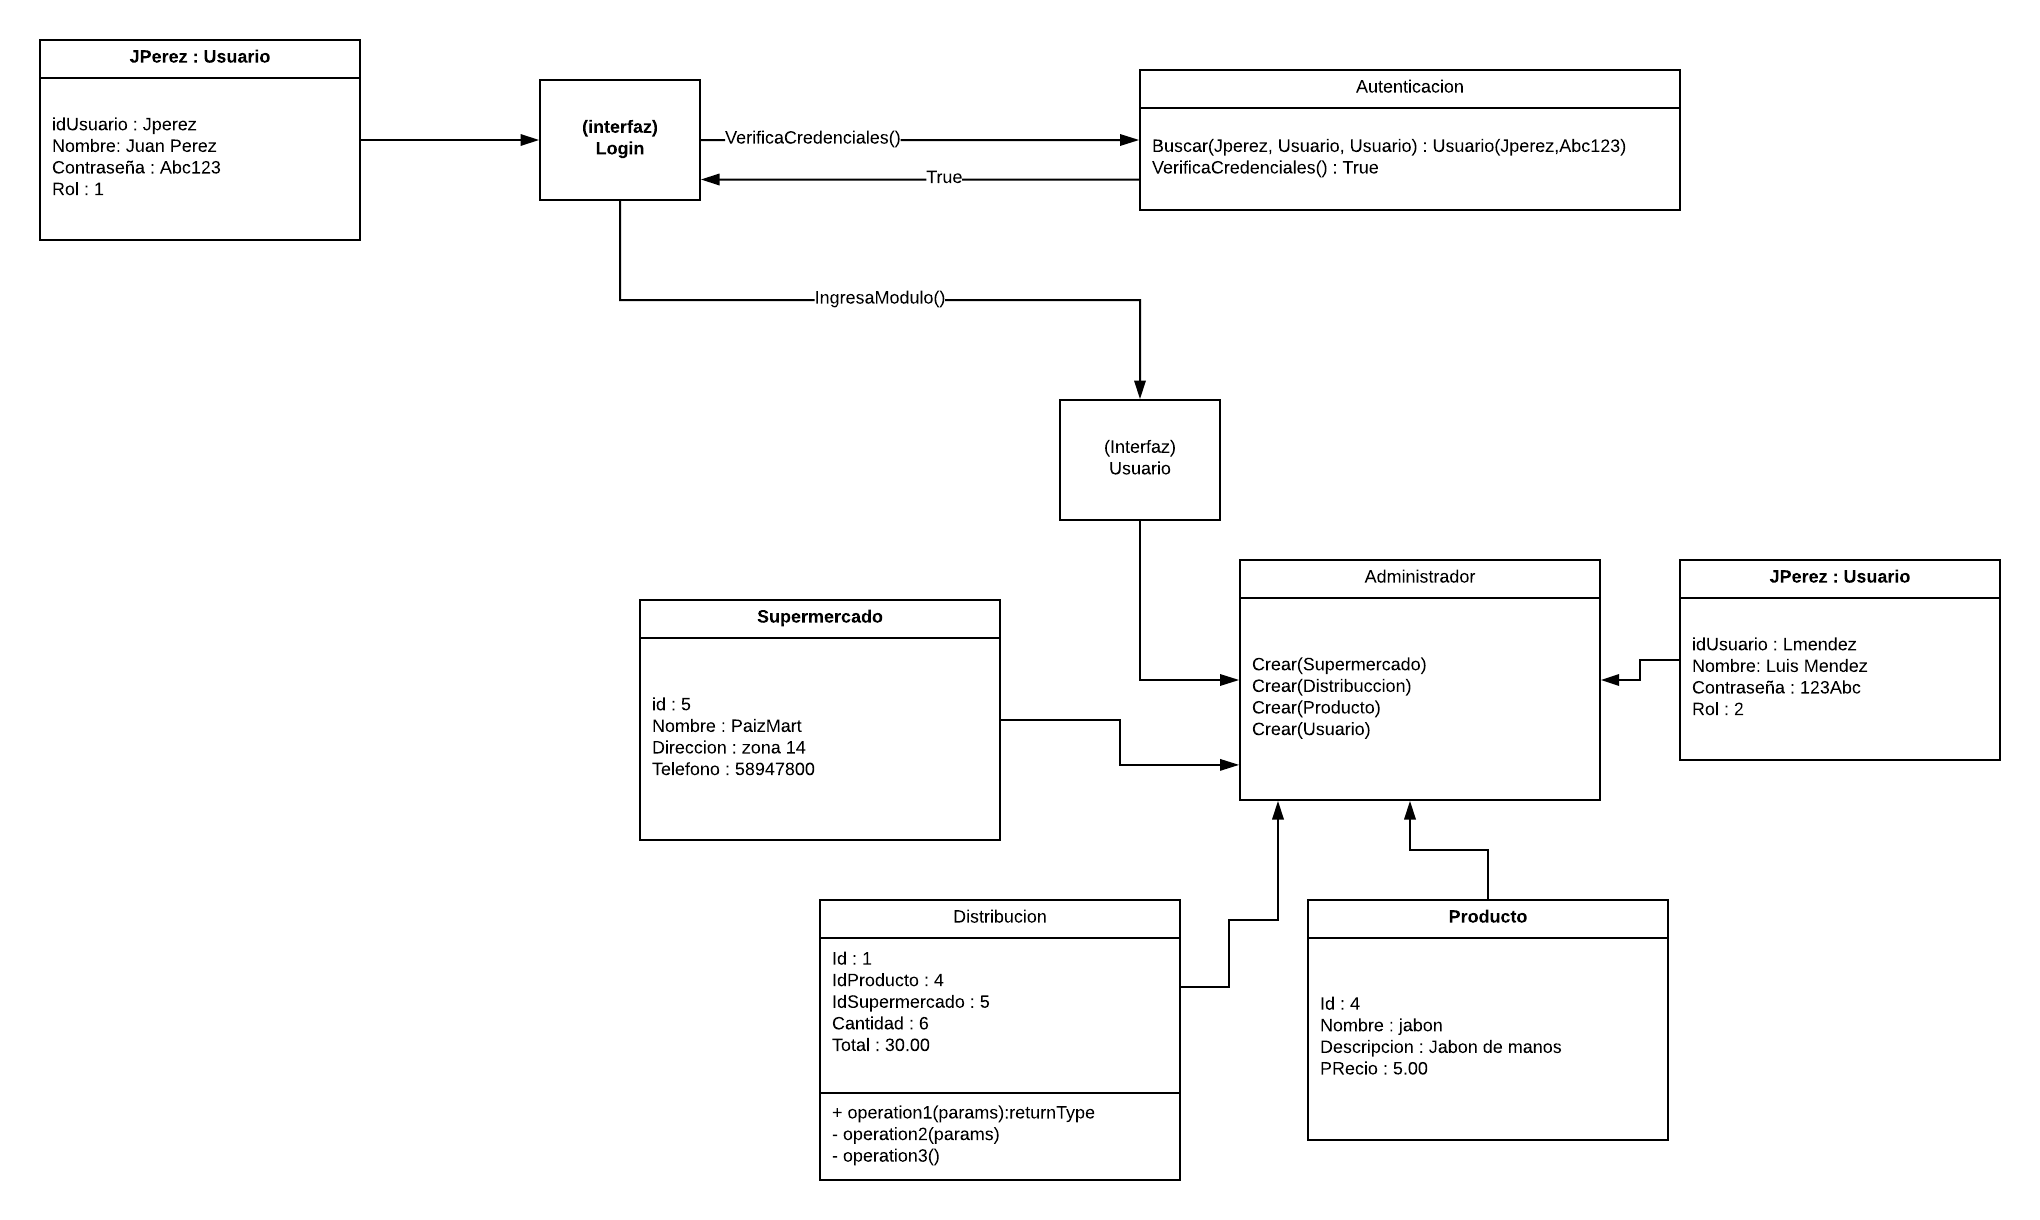 JPerez : Usuario
idUsuario : Jperez
Nombre: Juan Perez
Contraseña : Abc123
Rol : 1
(interfaz)
Login
VerificaCredenciales()
True
Autenticacion
Buscar(Jperez, Usuario, Usuario) : Usuario(Jperez,Abc123)
VerificaCredenciales() : True
IngresaModulo()
(Interfaz)
Usuario
Administrador
Crear(Supermercado)
Crear(Distribuccion)
Crear(Producto)
Crear(Usuario)
JPerez : Usuario
idUsuario : Lmendez
Nombre: Luis Mendez
Contraseña : 123Abc
Rol : 2
Supermercado
id : 5
Nombre : PaizMart
Direccion : zona 14
Telefono : 58947800
Distribucion
Id : 1
IdProducto : 4
IdSupermercado : 5
Cantidad : 6
Total : 30.00
+ operation1(params):returnType
- operation2(params)
- operation3()
Producto
Id : 4
Nombre : jabon
Descripcion : Jabon de manos
PRecio : 5.00